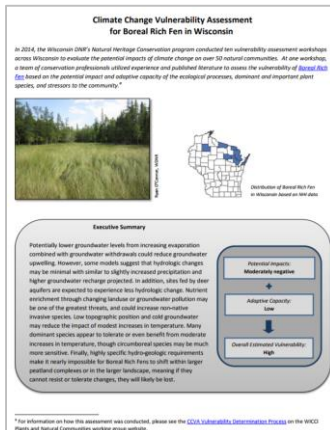 Climate Change Vulnerability Assessment
for Boreal Rich Fen in Wisconsin
In 2014, the Wisconsin DNR's Natural Heritage Conservation program conducted ten vulnerability assessment workshops
across Wisconsin to evaluate the potential impacts of climate change on over 50 natural communities. At one workshop,
a team of conservation professionals utilized experience and published literature to assess the vulnerability of Boreal Rich
Fen based on the potential impact and adaptive capacity of the ecological processes, dominant and important plant
species, and stressors to the community.
Ryan O'Connor, WDNR
Distribution of Boreal Rich Fen
in Wisconsin based on NHI data
Executive Summary
Potentially lower groundwater levels from increasing evaporation
combined with groundwater withdrawals could reduce groundwater
upwelling. However, some models suggest that hydrologic changes
may be minimal with similar to slightly increased precipitation and
higher groundwater recharge projected. In addition, sites fed by deep
aquifers are expected to experience less hydrologic change. Nutrient
enrichment through changing landuse or groundwater pollution may
be one of the greatest threats, and could increase non-native
invasive species. Low topographic position and cold groundwater
may reduce the impact of modest increases in temperature. Many
dominant species appear to tolerate or even benefit from moderate
increases in temperature, though circumboreal species may be much
more sensitive. Finally, highly specific hydro-geologic requirements
make it nearly impossible for Boreal Rich Fens to shift within larger
peatland complexes or in the larger landscape, meaning if they
cannot resist or tolerate changes, they will likely be lost.
Potential Impacts:
Moderately negative
+
Adaptive Capacity:
Low
Overall Estimated Vulnerability:
High
For information on how this assessment was conducted, please see the CCVA Vulnerability Determination Process on the WICCI
Plants and Natural Communities working group website.